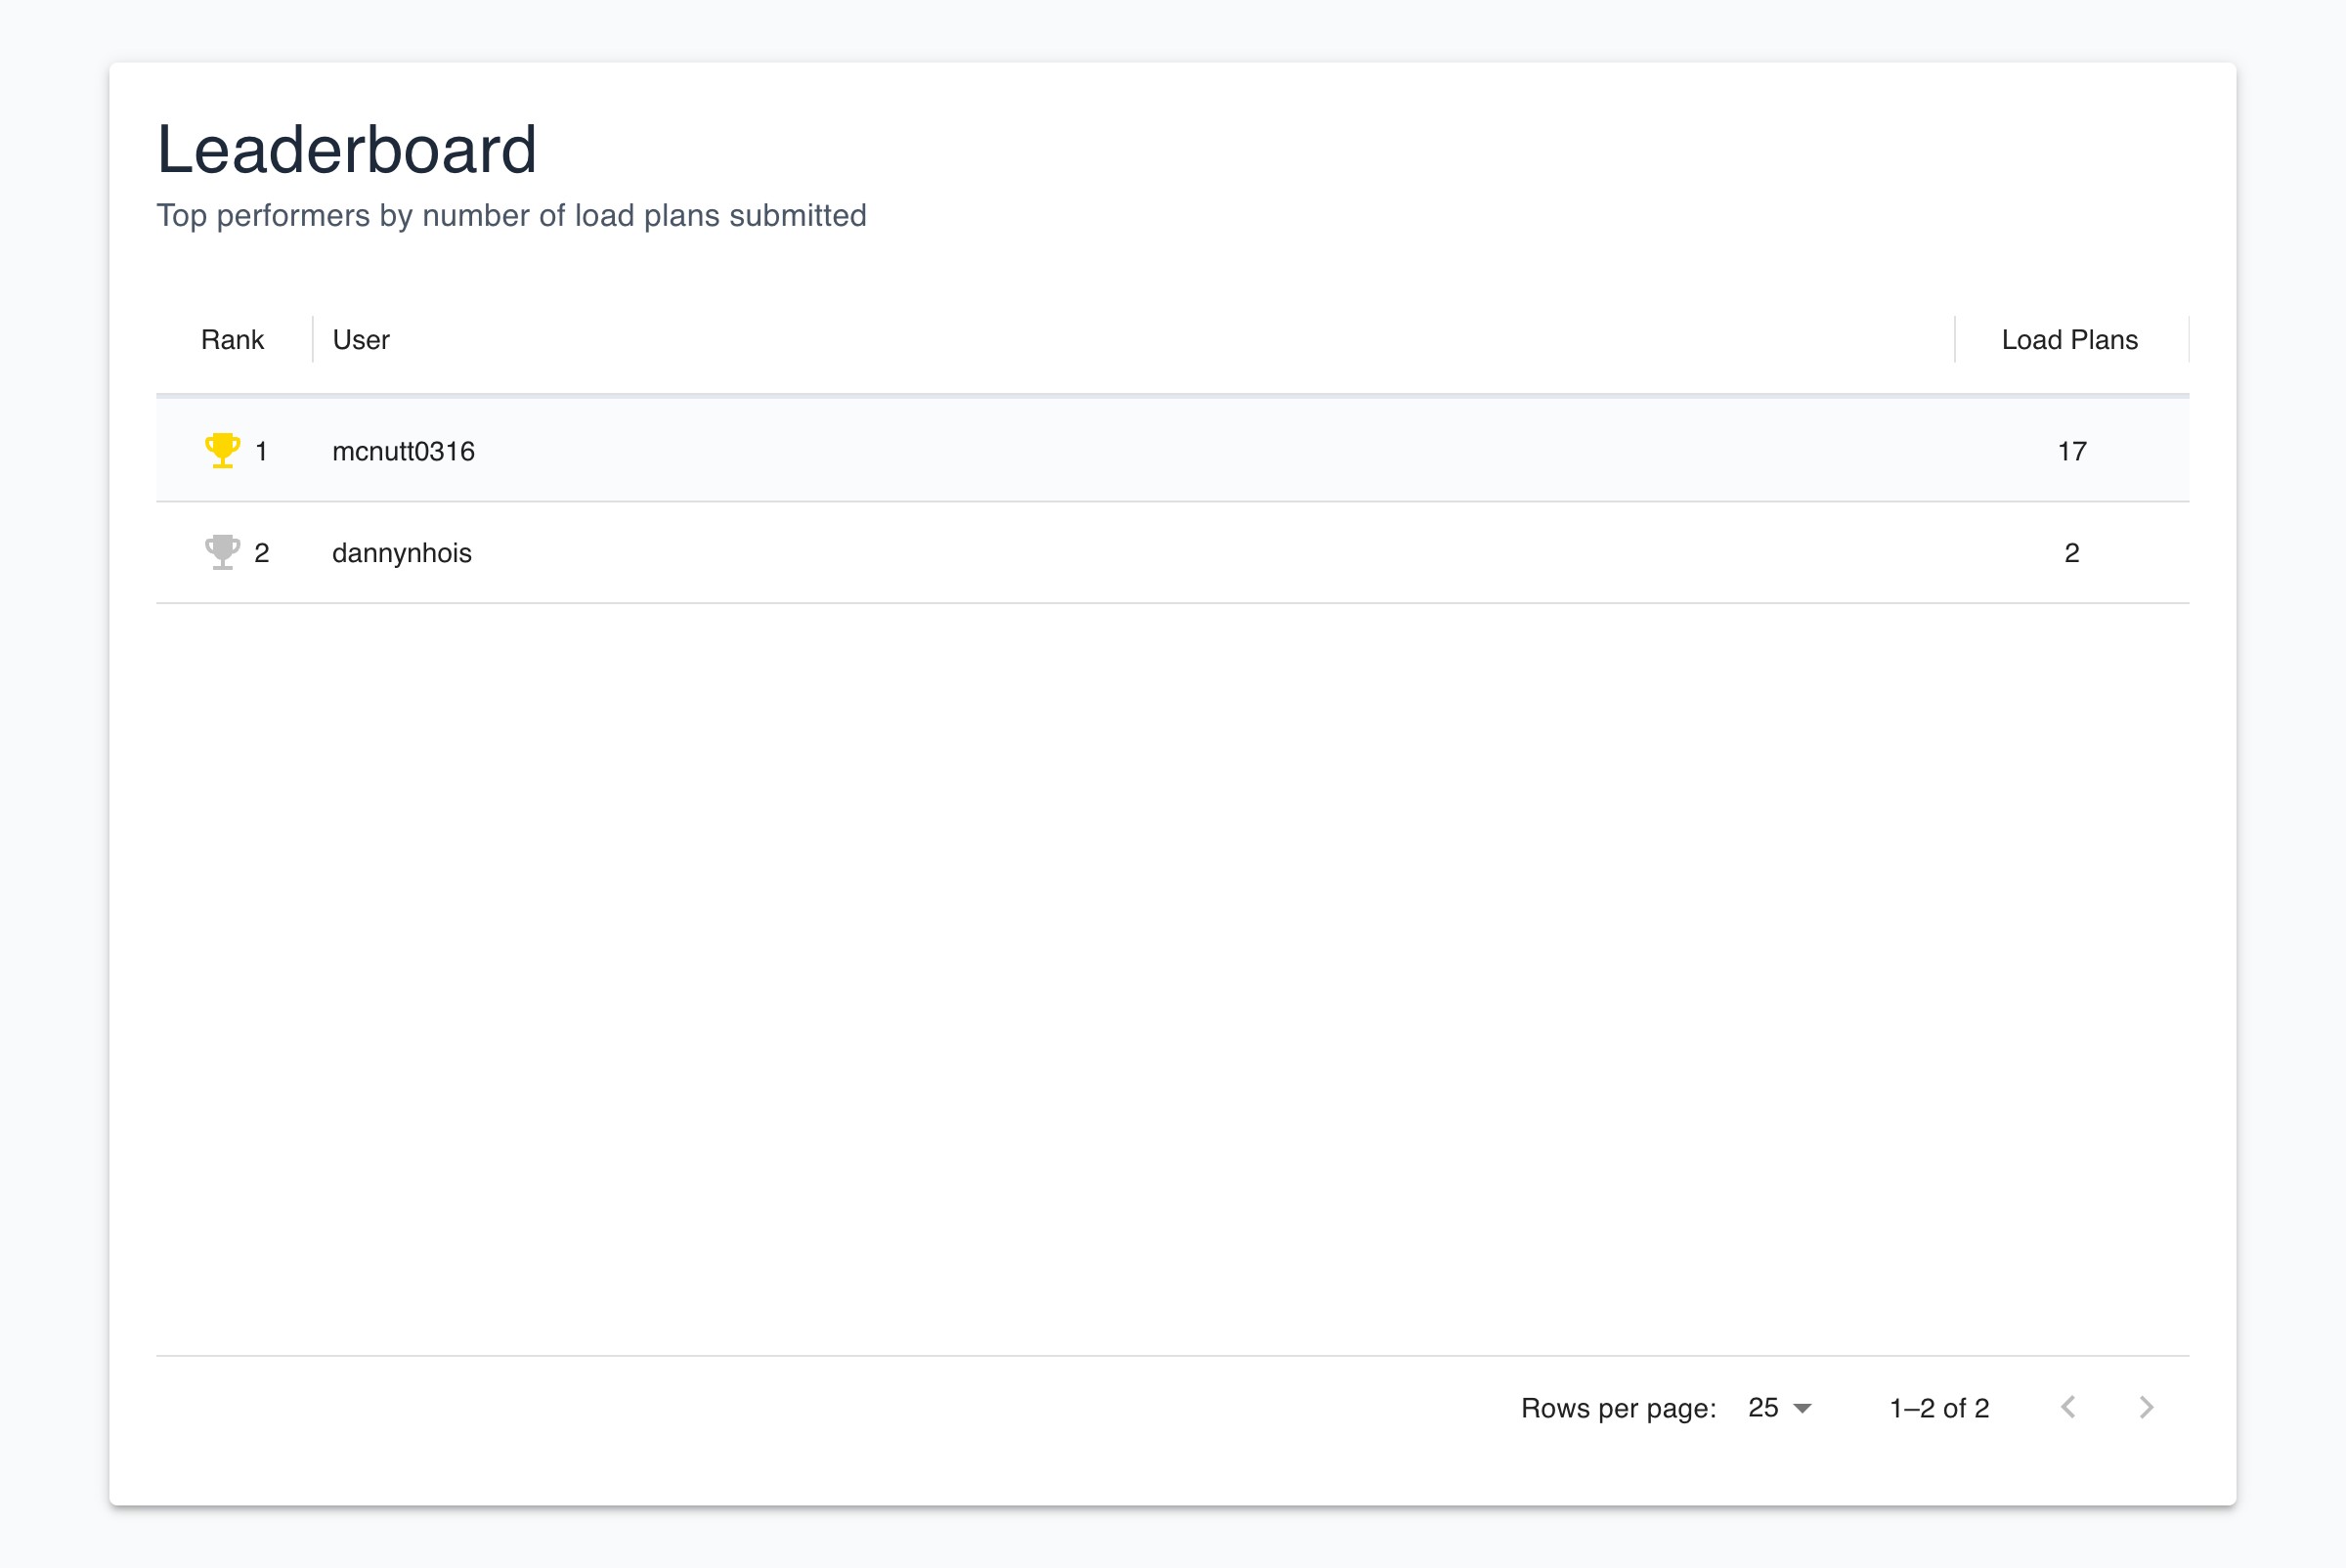 Leaderboard
Top performers by number of load plans submitted
Rank User Load Plans
1 mcnutt0316 17
2 dannynhois 2
Rows per page: 25 1–2 of 2